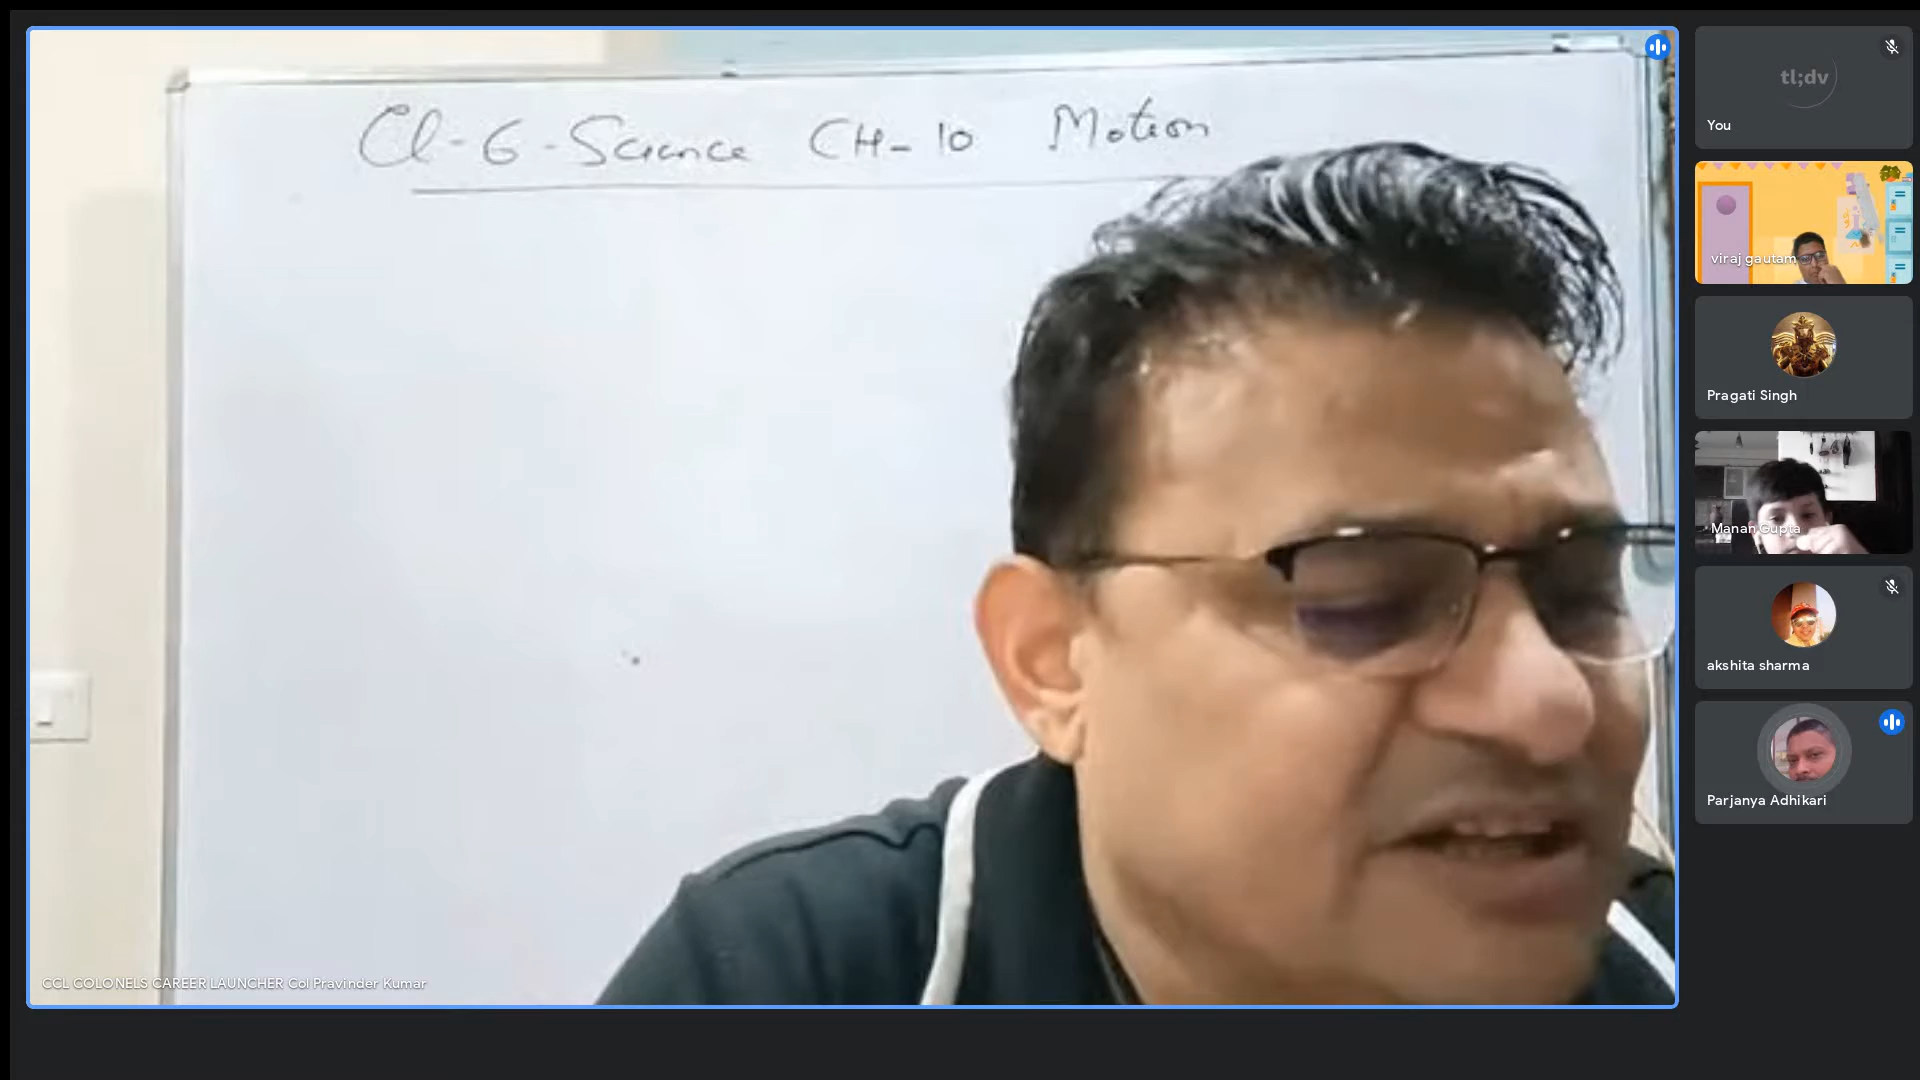 Cl-6-Science CH-10 Motion
tl;dv
You
viraj gautam
Pragati Singh
Manan Gupta
akshita sharma
Parjanya Adhikari
CCL COLONELS CAREER LAUNCHER Col Pravinder Kumar